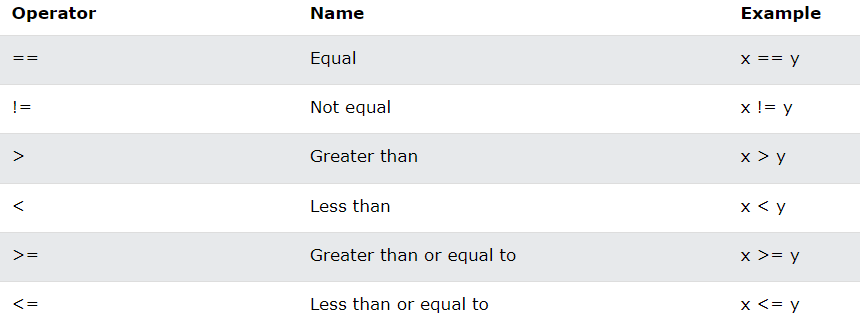 Operator Name Example
== Equal x == y
!= Not equal x != y
> Greater than x > y
< Less than x < y
>= Greater than or equal to x >= y
<= Less than or equal to x <= y